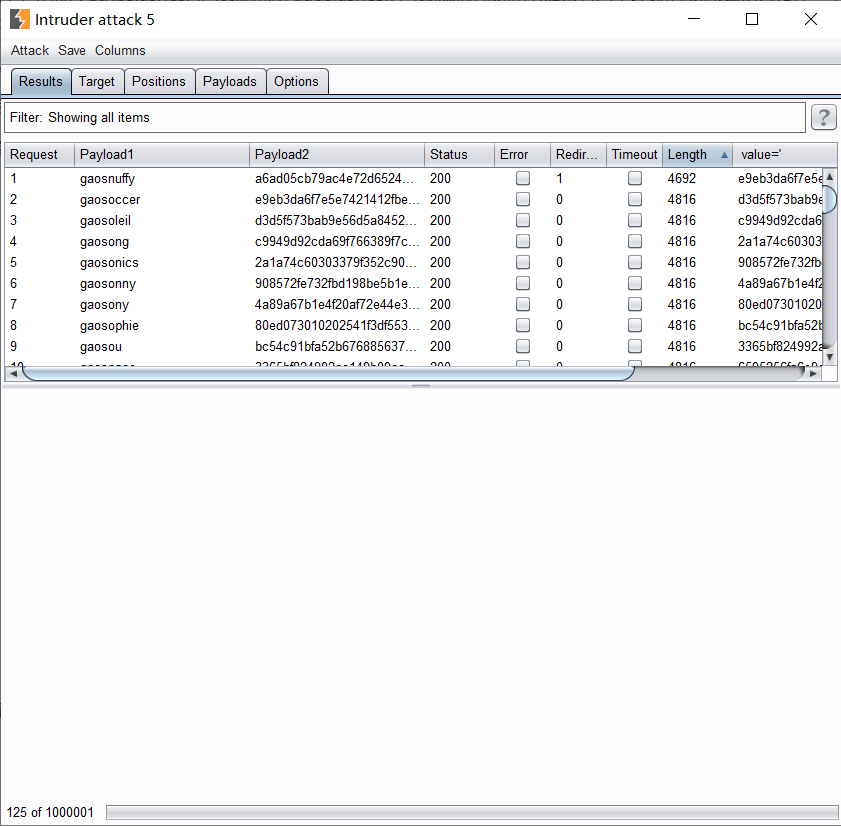 Intruder attack 5
Attack Save Columns
Results Target Positions Payloads Options
Filter: Showing all items ?
Request Payload1 Payload2 Status Error Redir... Timeout Length value='
1 gaosnuffy a6ad05cb79ac4e72d6524... 200 1 4692 e9eb3da6f7e5e
2 gaosoccer e9eb3da6f7e5e7421412fbe... 200 0 4816 d3d5f573bab9e
3 gaosoleil d3d5f573bab9e56d5a8452... 200 0 4816 c9949d92cda6
4 gaosong c9949d92cda69f766389f7c... 200 0 4816 2a1a74c60303
5 gaosonics 2a1a74c60303379f352c90... 200 0 4816 908572fe732fb
6 gaosonny 908572fe732fbd198be5b1e... 200 0 4816 4a89a67b1e4f2
7 gaosony 4a89a67b1e4f20af72e44e3... 200 0 4816 80ed07301020
8 gaosophie 80ed073010202541f3df553... 200 0 4816 bc54c91bfa52b
9 gaosou bc54c91bfa52b676885637... 200 0 4816 3365bf824992a
10 200 0 4816
125 of 1000001